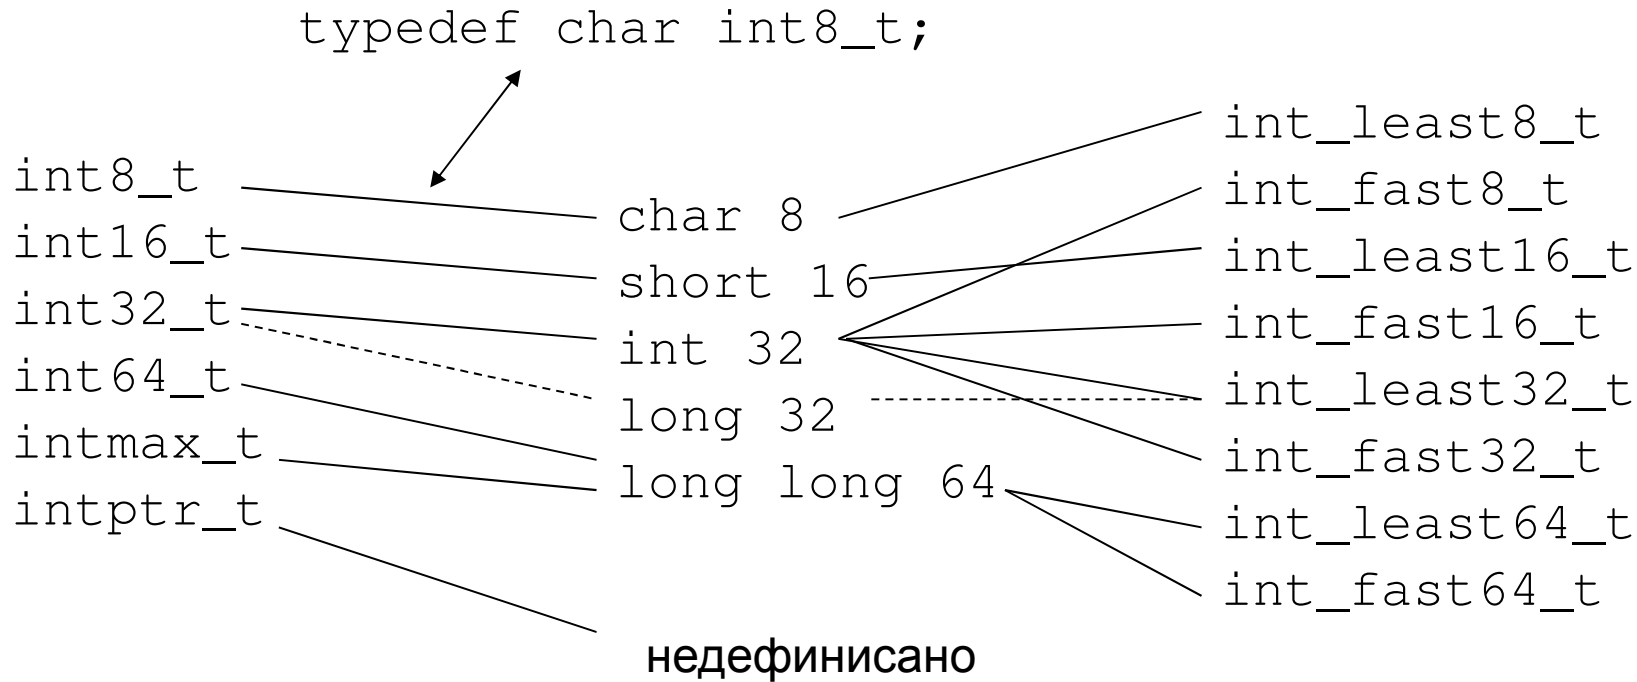 typedef char int8_t;
int8_t
int16_t
int32_t
int64_t
intmax_t
intptr_t
char 8
short 16
int 32
long 32
long long 64
недефинисано
int_least8_t
int_fast8_t
int_least16_t
int_fast16_t
int_least32_t
int_fast32_t
int_least64_t
int_fast64_t